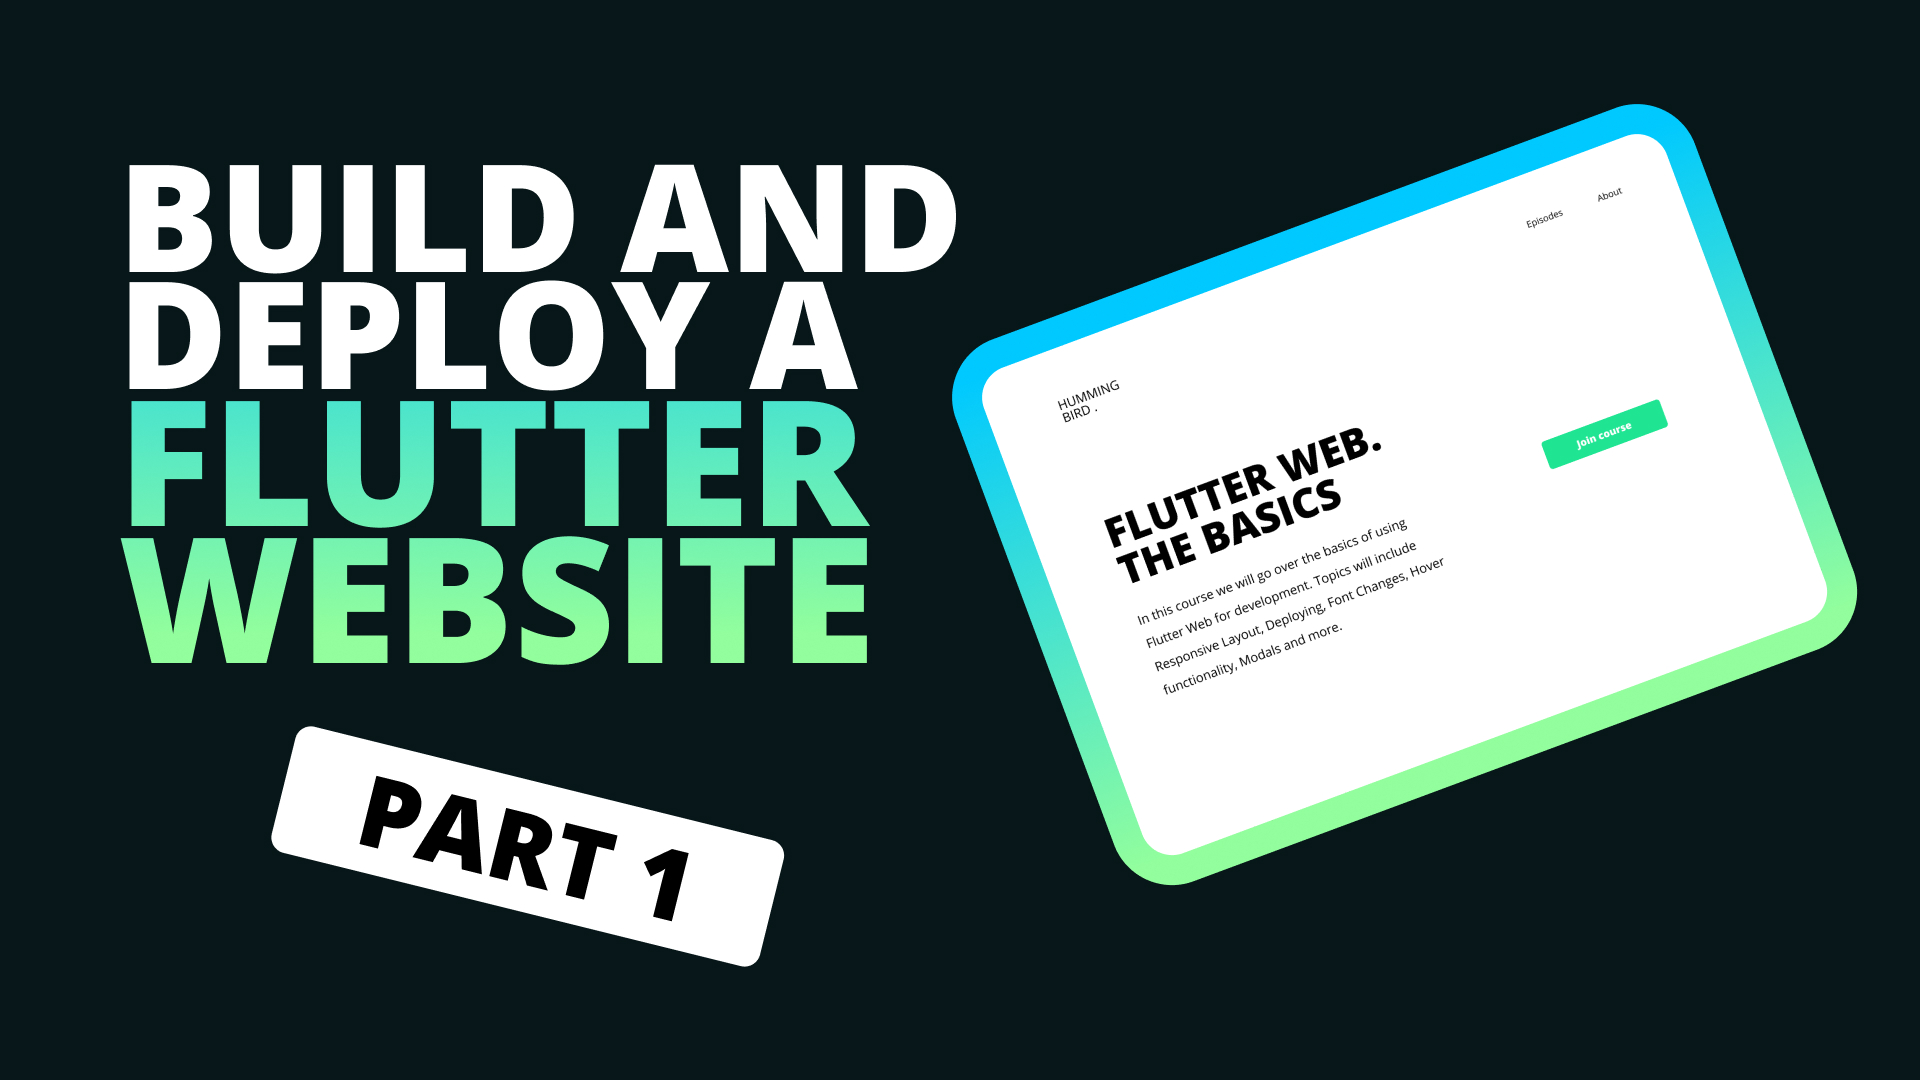 BUILD AND
DEPLOY A
FLUTTER
WEBSITE
PART 1
Episodes
About
HUMMING
BIRD .
FLUTTER WEB.
THE BASICS
In this course we will go over the basics of using
Flutter Web for development. Topics will include
Responsive Layout, Deploying, Font Changes, Hover
functionality, Modals and more.
Join course